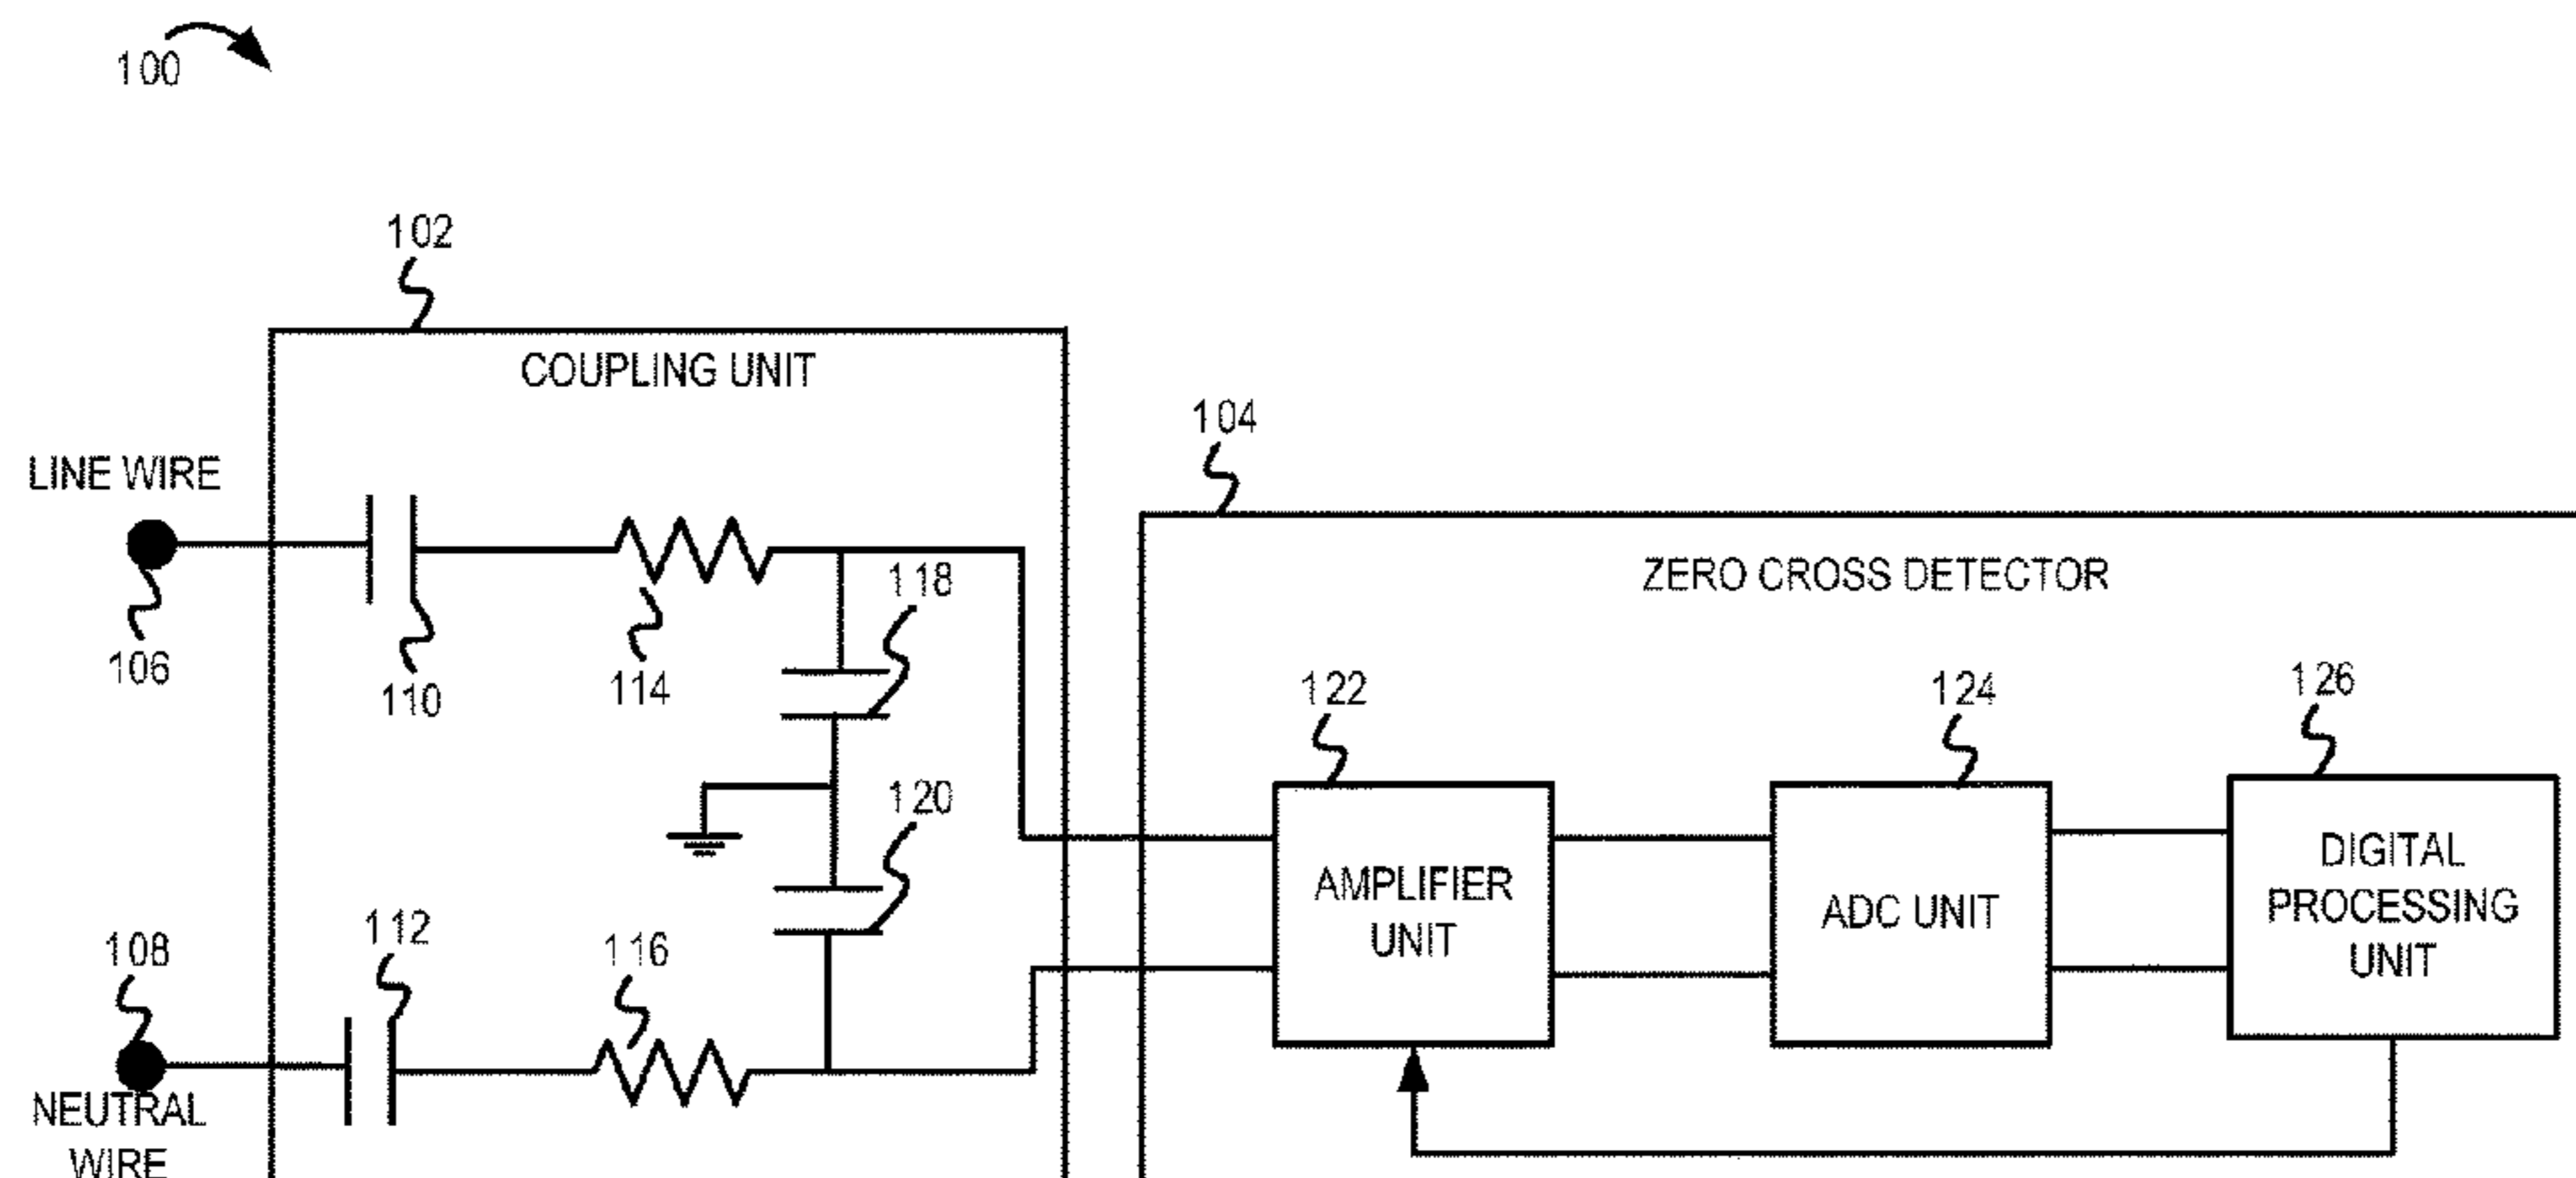 100
102
COUPLING UNIT
104
LINE WIRE
ZERO CROSS DETECTOR
118
106
110
114
122
124
126
120
AMPLIFIER
UNIT
ADC UNIT
DIGITAL
PROCESSING
UNIT
108
112
116
NEUTRAL
WIRE